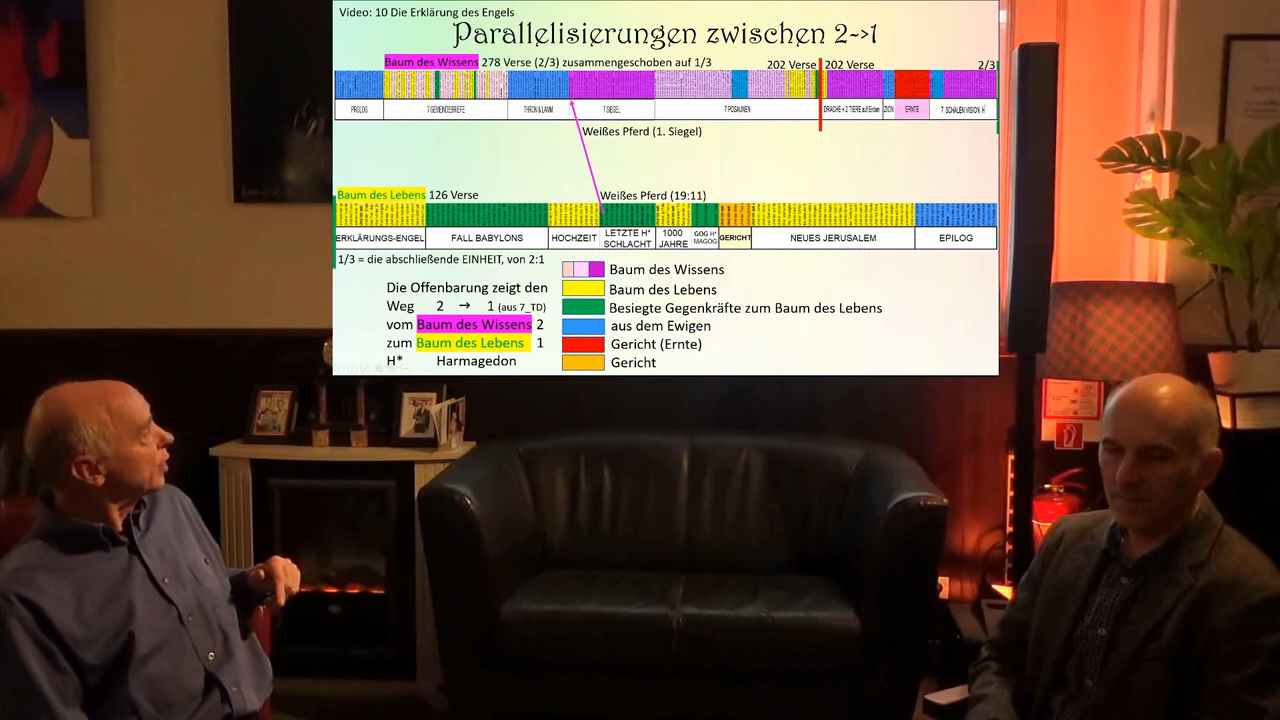 Video: 10 Die Erklärung des Engels
Parallelisierungen zwischen 2->1
Baum des Wissens 278 Verse (2/3) zusammengeschoben auf 1/3
202 Verse 202 Verse
2/3
PROLOG 7 GEMEINDEBRIEFE THRON & LAMM 7 SIEGEL 7 POSAUNEN DRACHE + 2 TIERE auf Erden ZION ERNTE 7 SCHALEN VISION H*
Weißes Pferd (1. Siegel)
Baum des Lebens 126 Verse
Weißes Pferd (19:11)
ERKLÄRUNGS-ENGEL FALL BABYLONS HOCHZEIT LETZTE H* SCHLACHT 1000 JAHRE GOG H* MAGOG GERICHT NEUES JERUSALEM EPILOG
1/3 = die abschließende EINHEIT, von 2:1
Die Offenbarung zeigt den
Weg 2 → 1 (aus 7_TD)
vom Baum des Wissens 2
zum Baum des Lebens 1
H* Harmagedon
Baum des Wissens
Baum des Lebens
Besiegte Gegenkräfte zum Baum des Lebens
aus dem Ewigen
Gericht (Ernte)
Gericht